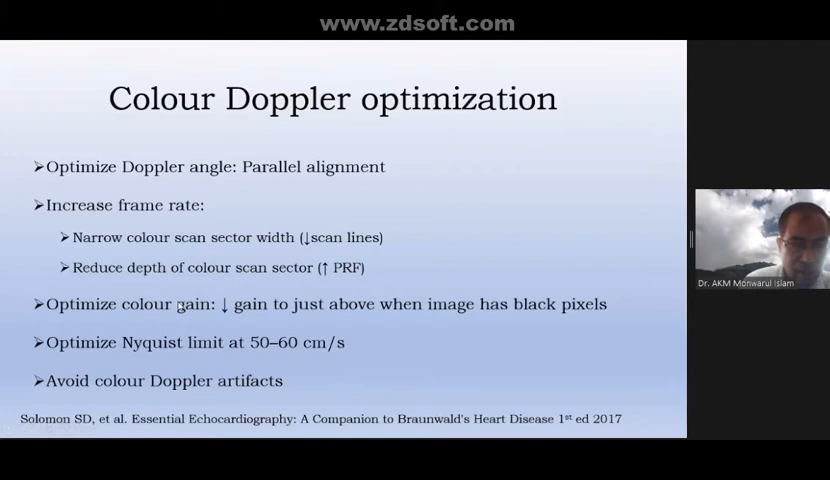 www.zdsoft.com
Colour Doppler optimization
➢Optimize Doppler angle: Parallel alignment
➢Increase frame rate:
➢Narrow colour scan sector width (↓scan lines)
➢Reduce depth of colour scan sector (↑ PRF)
➢Optimize colour gain: ↓ gain to just above when image has black pixels
➢Optimize Nyquist limit at 50–60 cm/s
➢Avoid colour Doppler artifacts
Solomon SD, et al. Essential Echocardiography: A Companion to Braunwald's Heart Disease 1st ed 2017
Dr. AKM Monwarul Islam